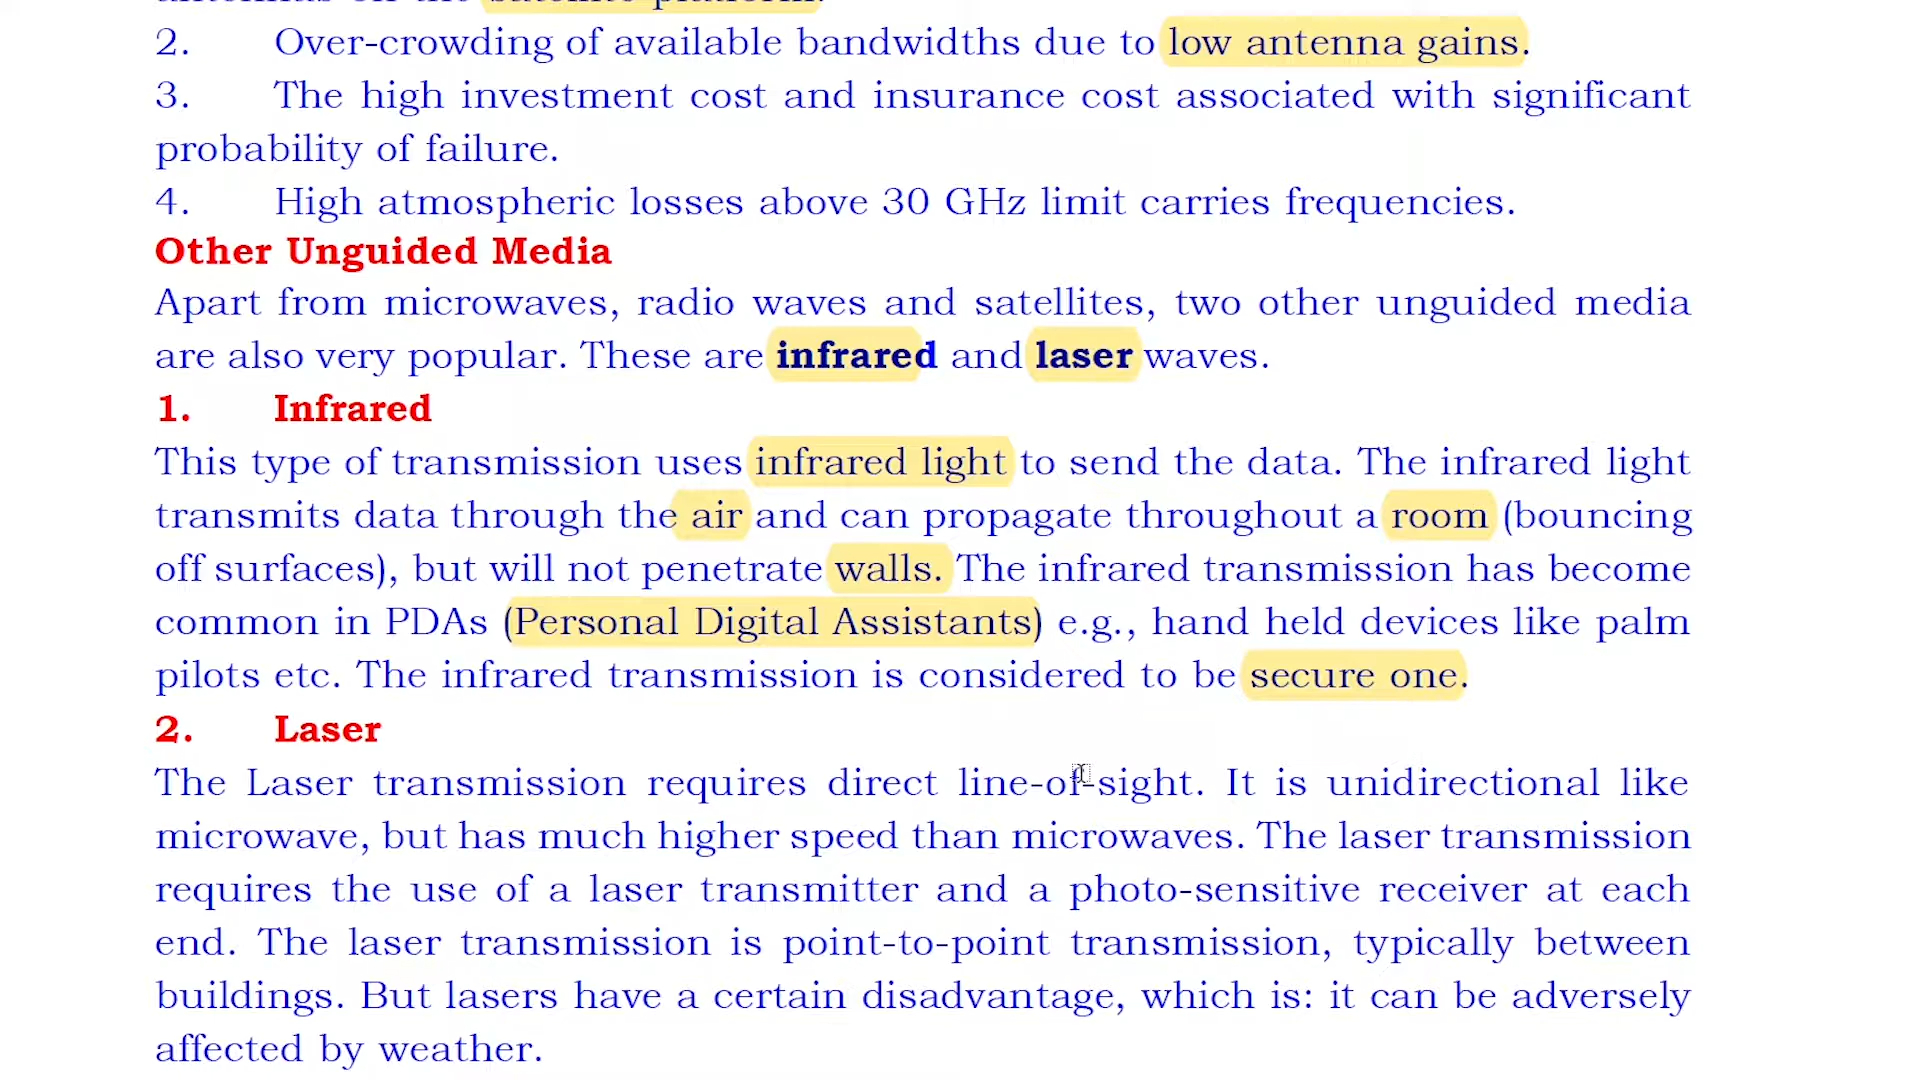 2. Over-crowding of available bandwidths due to low antenna gains.
3. The high investment cost and insurance cost associated with significant
probability of failure.
4. High atmospheric losses above 30 GHz limit carries frequencies.
Other Unguided Media
Apart from microwaves, radio waves and satellites, two other unguided media
are also very popular. These are infrared and laser waves.
1. Infrared
This type of transmission uses infrared light to send the data. The infrared light
transmits data through the air and can propagate throughout a room (bouncing
off surfaces), but will not penetrate walls. The infrared transmission has become
common in PDAs (Personal Digital Assistants) e.g., hand held devices like palm
pilots etc. The infrared transmission is considered to be secure one.
2. Laser
The Laser transmission requires direct line-of-sight. It is unidirectional like
microwave, but has much higher speed than microwaves. The laser transmission
requires the use of a laser transmitter and a photo-sensitive receiver at each
end. The laser transmission is point-to-point transmission, typically between
buildings. But lasers have a certain disadvantage, which is: it can be adversely
affected by weather.